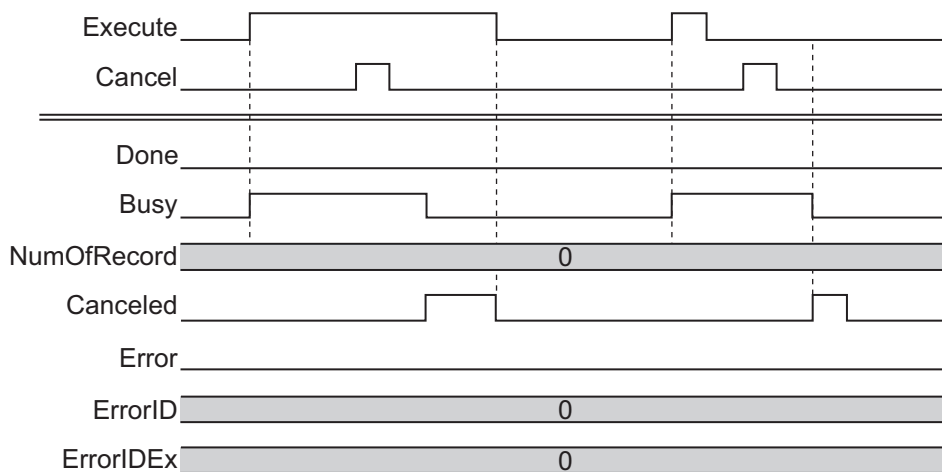 Execute
Cancel
Done
Busy
NumOfRecord 0
Canceled
Error
ErrorID 0
ErrorIDEx 0